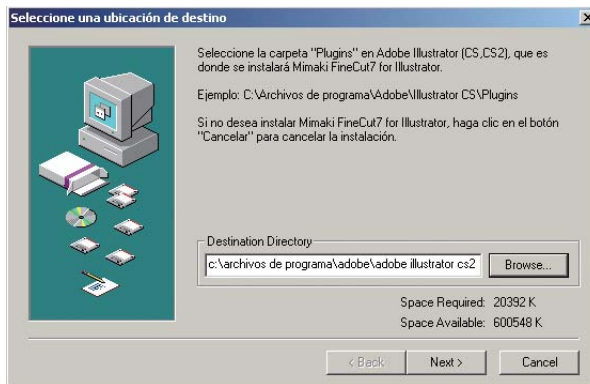 Seleccione una ubicación de destino
Seleccione la carpeta "Plugins" en Adobe Illustrator (CS,CS2), que es
donde se instalará Mimaki FineCut7 for Illustrator.
Ejemplo: C:\Archivos de programa\Adobe\Illustrator CS\Plugins
Si no desea instalar Mimaki FineCut7 for Illustrator, haga clic en el botón
"Cancelar" para cancelar la instalación.
Destination Directory
c:\archivos de programa\adobe\adobe illustrator cs2
Browse...
Space Required: 20392 K
Space Available: 600548 K
< Back
Next >
Cancel